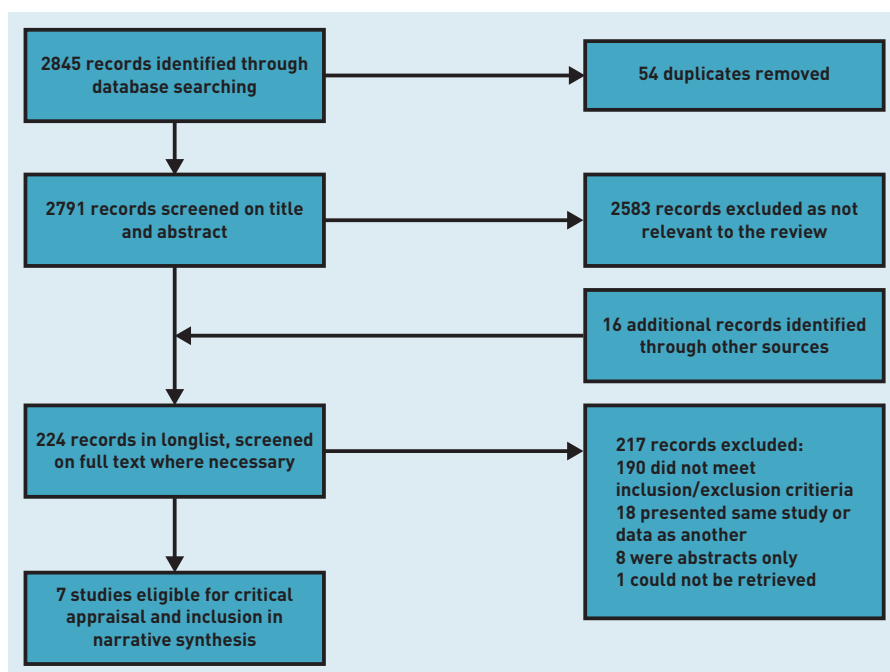 2845 records identified through
database searching
54 duplicates removed
2791 records screened on title
and abstract
2583 records excluded as not
relevant to the review
16 additional records identified
through other sources
224 records in longlist, screened
on full text where necessary
217 records excluded:
190 did not meet
inclusion/exclusion critieria
18 presented same study or
data as another
8 were abstracts only
1 could not be retrieved
7 studies eligible for critical
appraisal and inclusion in
narrative synthesis